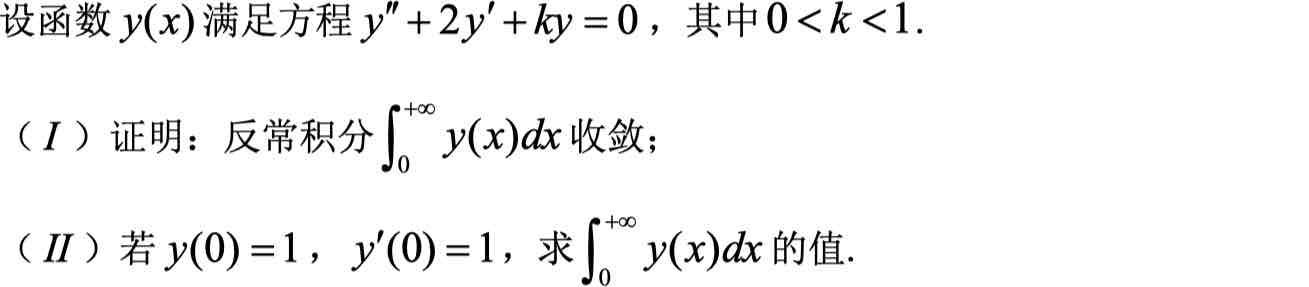 设函数 y(x) 满足方程 y″ + 2y′ + ky = 0，其中 0 < k < 1.
（I）证明：反常积分 ∫₀⁺∞ y(x)dx 收敛；
（II）若 y(0) = 1，y′(0) = 1，求 ∫₀⁺∞ y(x)dx 的值.